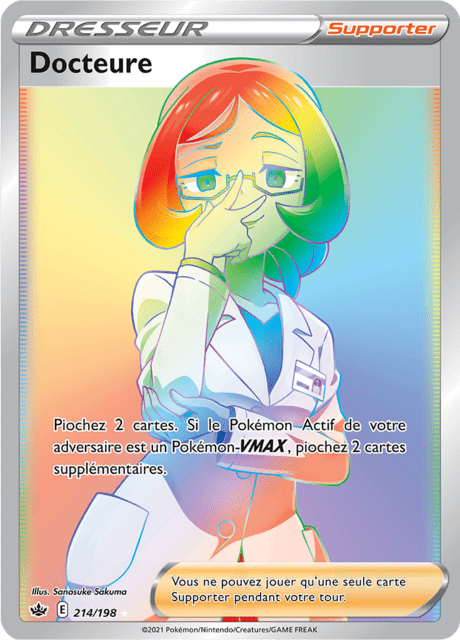 DRESSEUR Supporter
Docteure
Piochez 2 cartes. Si le Pokémon Actif de votre
adversaire est un Pokémon-VMAX, piochez 2 cartes
supplémentaires.
Illus. Sanosuke Sakuma
E 214/198
Vous ne pouvez jouer qu'une seule carte
Supporter pendant votre tour.
©2021 Pokémon/Nintendo/Creatures/GAME FREAK